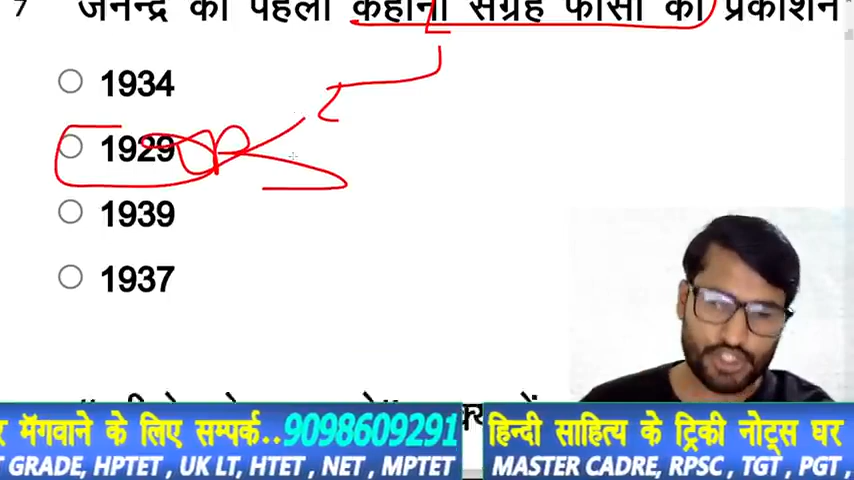 7 जैनेन्द्र की पहली कहानी संग्रह फांसी का प्रकाशन
1934
1929
1939
1937
र मॅगवाने के लिए सम्पर्क..9098609291
हिन्दी साहित्य के ट्रिकी नोट्स घर
T GRADE, HPTET , UK LT, HTET , NET , MPTET
MASTER CADRE, RPSC , TGT , PGT ,